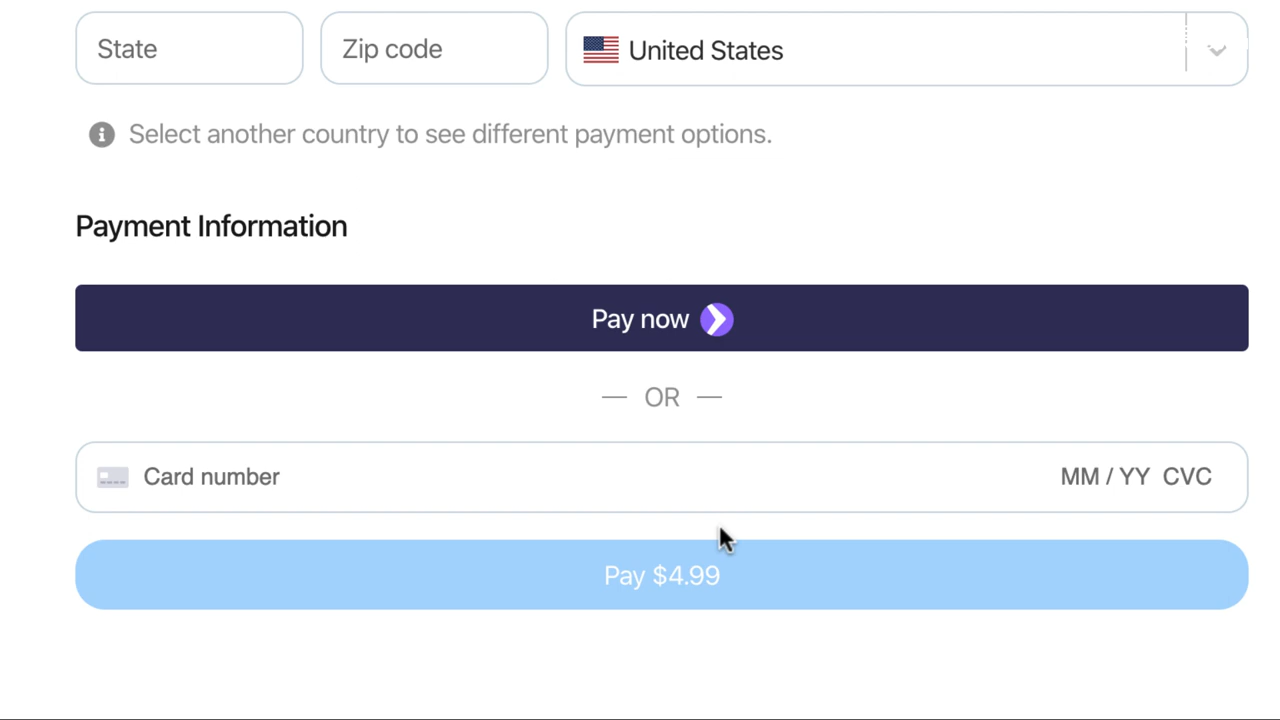 State Zip code United States
Select another country to see different payment options.
Payment Information
Pay now
OR
Card number MM / YY CVC
Pay $4.99